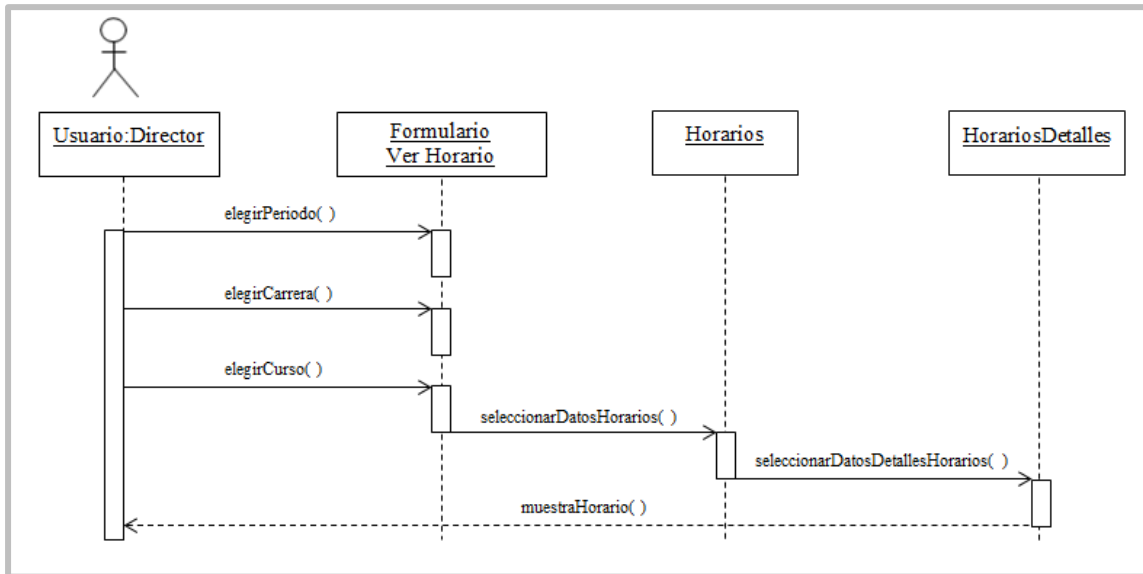 Usuario:Director
Formulario
Ver Horario
Horarios
HorariosDetalles
elegirPeriodo( )
elegirCarrera( )
elegirCurso( )
seleccionarDatosHorarios( )
seleccionarDatosDetallesHorarios( )
muestraHorario( )